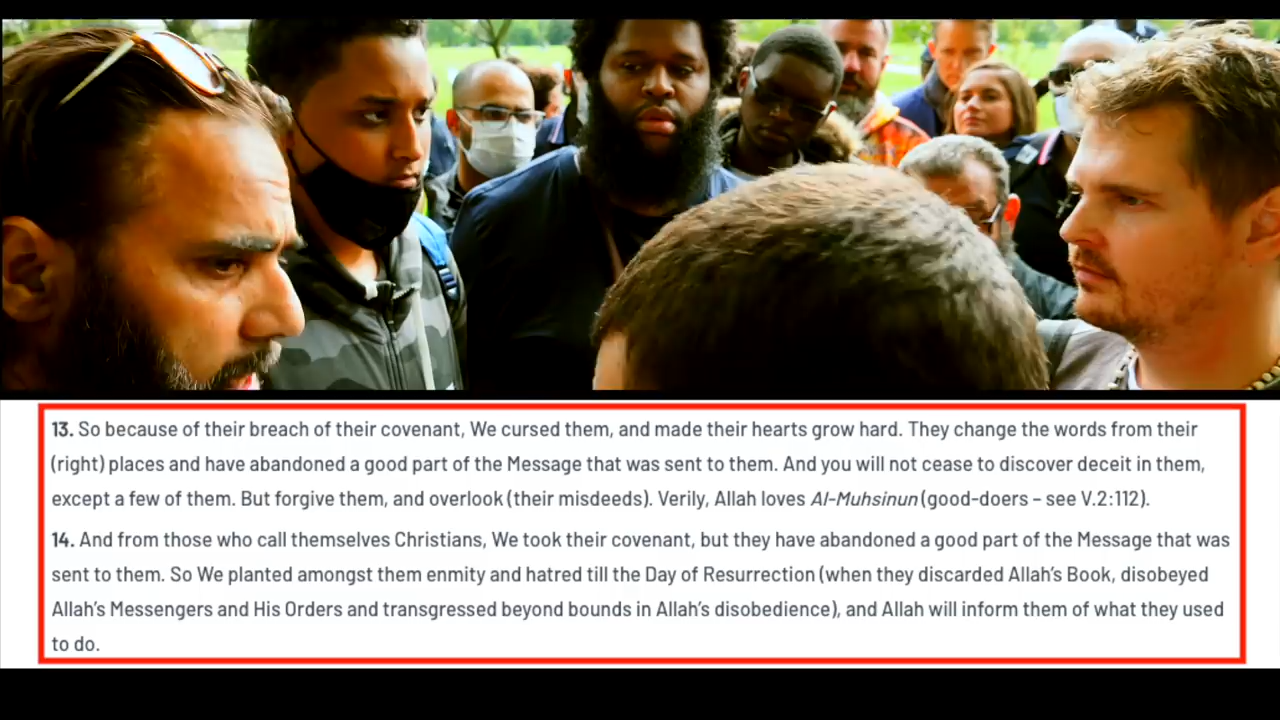 13. So because of their breach of their covenant, We cursed them, and made their hearts grow hard. They change the words from their
(right) places and have abandoned a good part of the Message that was sent to them. And you will not cease to discover deceit in them,
except a few of them. But forgive them, and overlook (their misdeeds). Verily, Allah loves Al-Muhsinun (good-doers – see V.2:112).
14. And from those who call themselves Christians, We took their covenant, but they have abandoned a good part of the Message that was
sent to them. So We planted amongst them enmity and hatred till the Day of Resurrection (when they discarded Allah's Book, disobeyed
Allah's Messengers and His Orders and transgressed beyond bounds in Allah's disobedience), and Allah will inform them of what they used
to do.